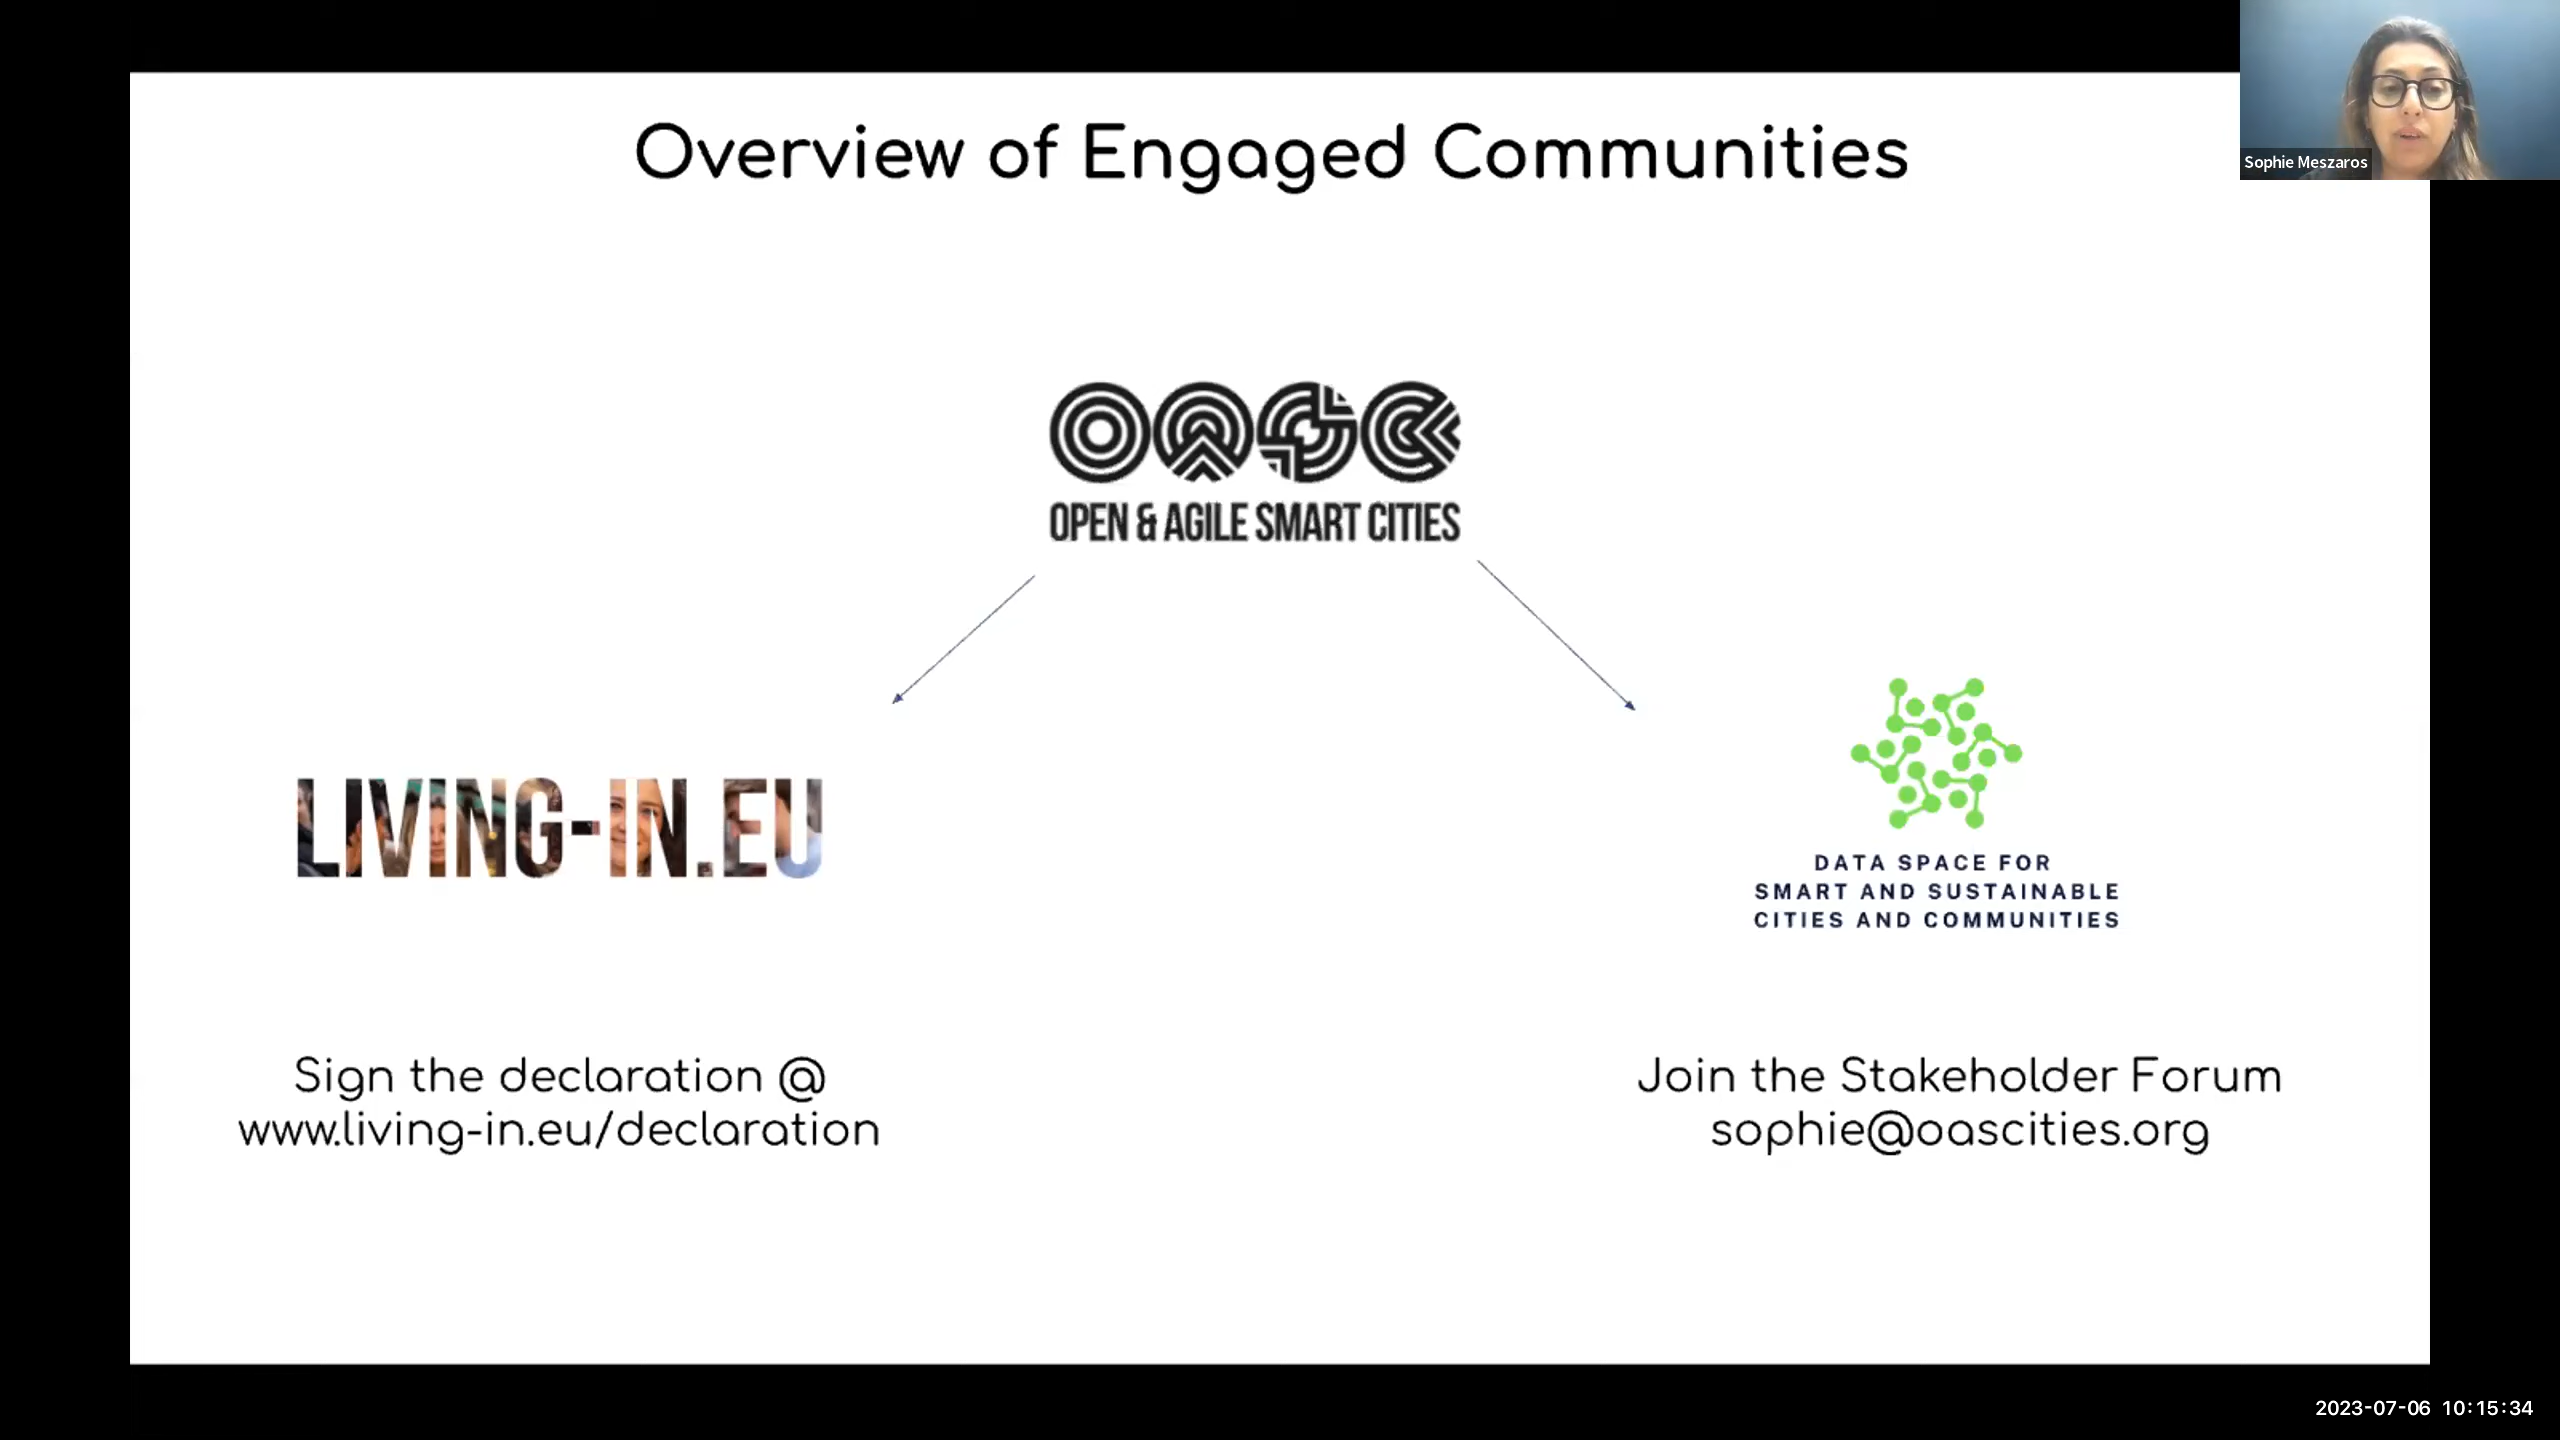 Overview of Engaged Communities
Sophie Meszaros
OASC
OPEN & AGILE SMART CITIES
LIVING-IN.EU
DATA SPACE FOR
SMART AND SUSTAINABLE
CITIES AND COMMUNITIES
Sign the declaration @
www.living-in.eu/declaration
Join the Stakeholder Forum
sophie@oascities.org
2023-07-06 10:15:34